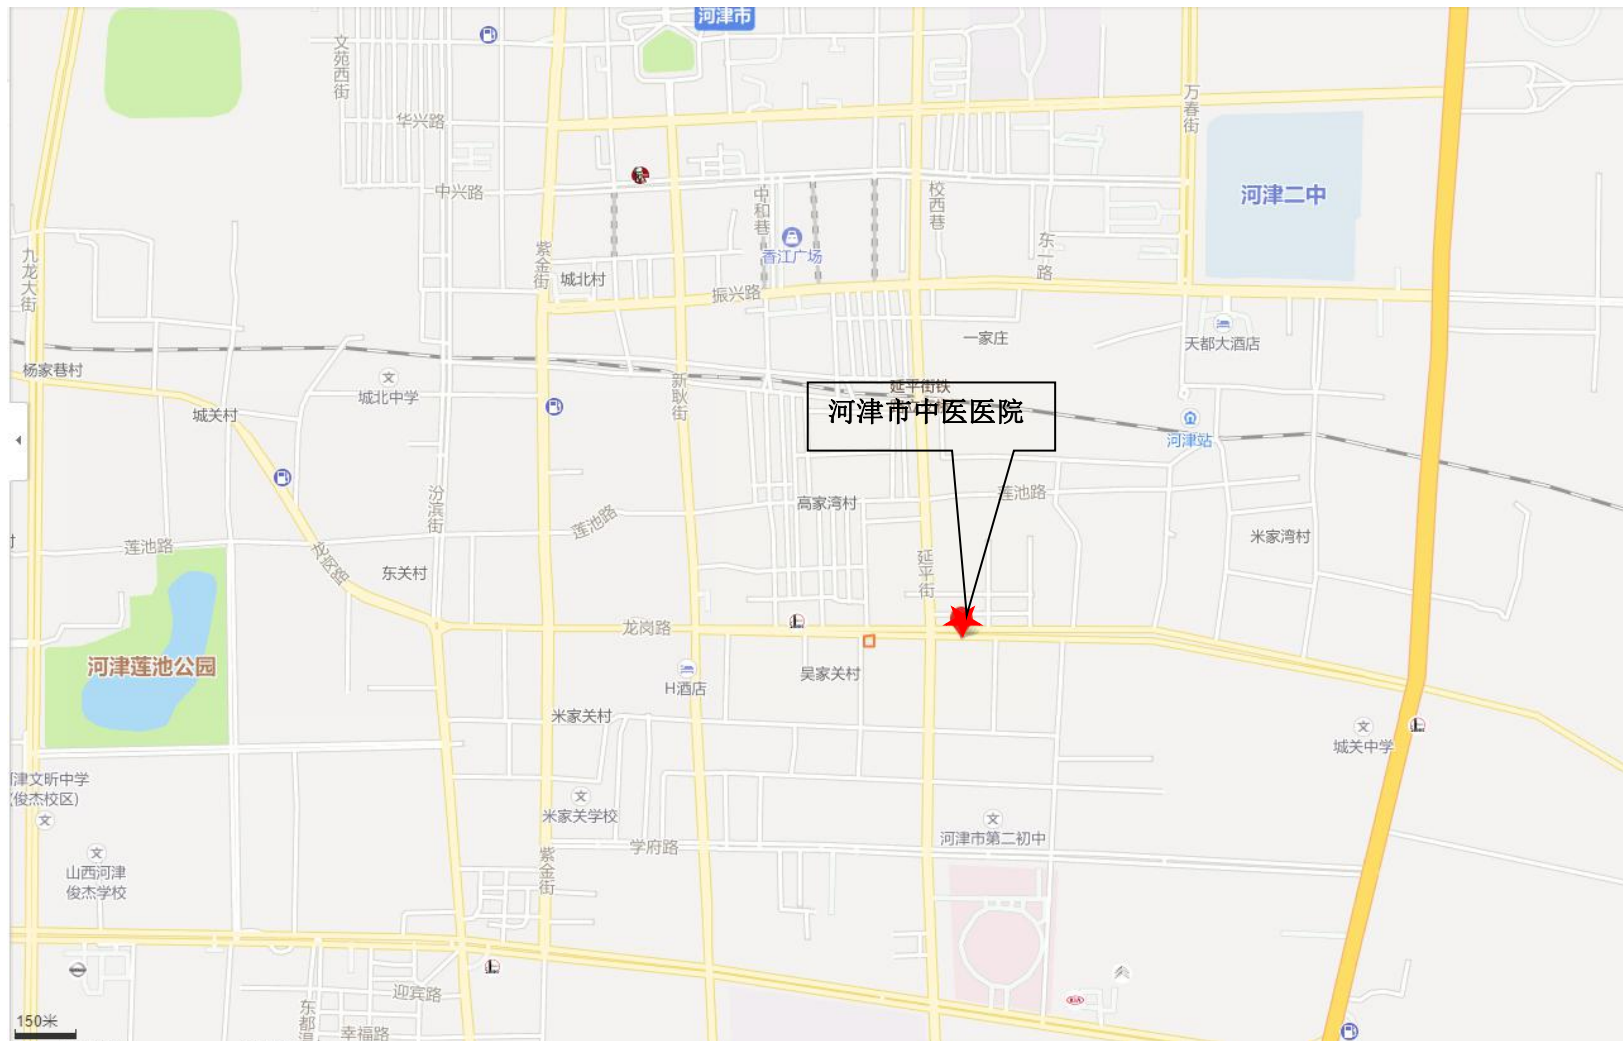 河津市
文苑西街
华兴路
万春街
中兴路
中和巷
校西巷
河津二中
九龙大街
紫金街
香江广场
东一路
城北村
振兴路
一家庄
天都大酒店
杨家巷村
城北中学
新耿街
延平街铁
城关村
河津市中医医院
河津站
汾滨街
高家湾村
莲池路
莲池路
莲池路
米家湾村
龙岗路
东关村
延平街
龙岗路
河津莲池公园
吴家关村
H酒店
米家关村
城关中学
津文昕中学
(俊杰校区)
米家关学校
河津市第二初中
学府路
山西河津
俊杰学校
紫金街
迎宾路
东都
幸福路
KIA
150米